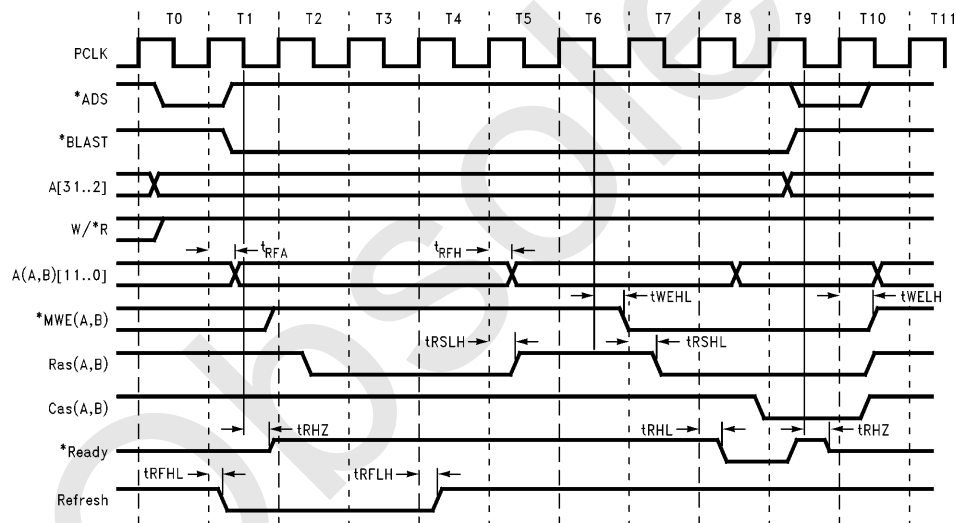 T0 T1 T2 T3 T4 T5 T6 T7 T8 T9 T10 T11
PCLK
*ADS
*BLAST
A[31..2]
W/*R
tRFA tRFH
A(A,B)[11..0]
tWEHL tWELH
*MWE(A,B)
tRSLH tRSHL
Ras(A,B)
Cas(A,B)
tRHZ tRHL tRHZ
*Ready
tRFHL tRFLH
Refresh
Obsole